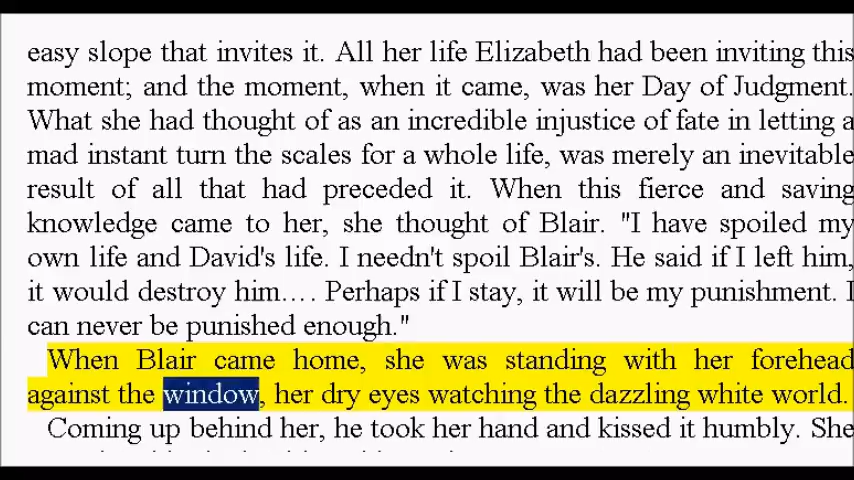 easy slope that invites it. All her life Elizabeth had been inviting this
moment; and the moment, when it came, was her Day of Judgment.
What she had thought of as an incredible injustice of fate in letting a
mad instant turn the scales for a whole life, was merely an inevitable
result of all that had preceded it. When this fierce and saving
knowledge came to her, she thought of Blair. "I have spoiled my
own life and David's life. I needn't spoil Blair's. He said if I left him,
it would destroy him.... Perhaps if I stay, it will be my punishment. I
can never be punished enough."
When Blair came home, she was standing with her forehead
against the window, her dry eyes watching the dazzling white world.
Coming up behind her, he took her hand and kissed it humbly. She